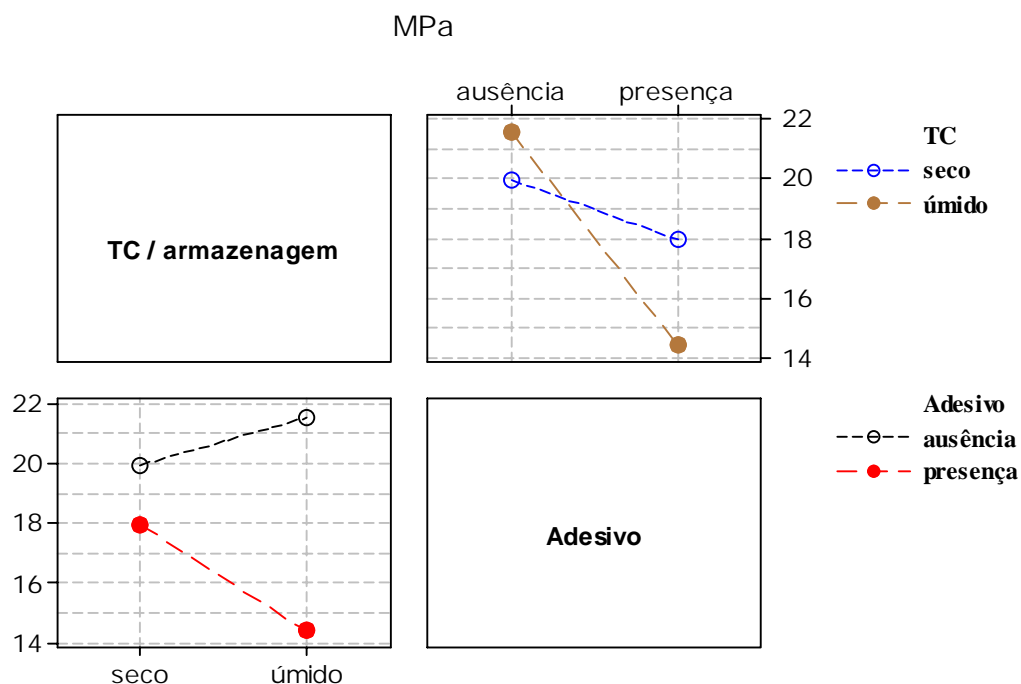 MPa
ausência presença
TC / armazenagem
22
20
18
16
14
TC
seco
úmido
22
20
18
16
14
seco úmido
Adesivo
Adesivo
ausência
presença